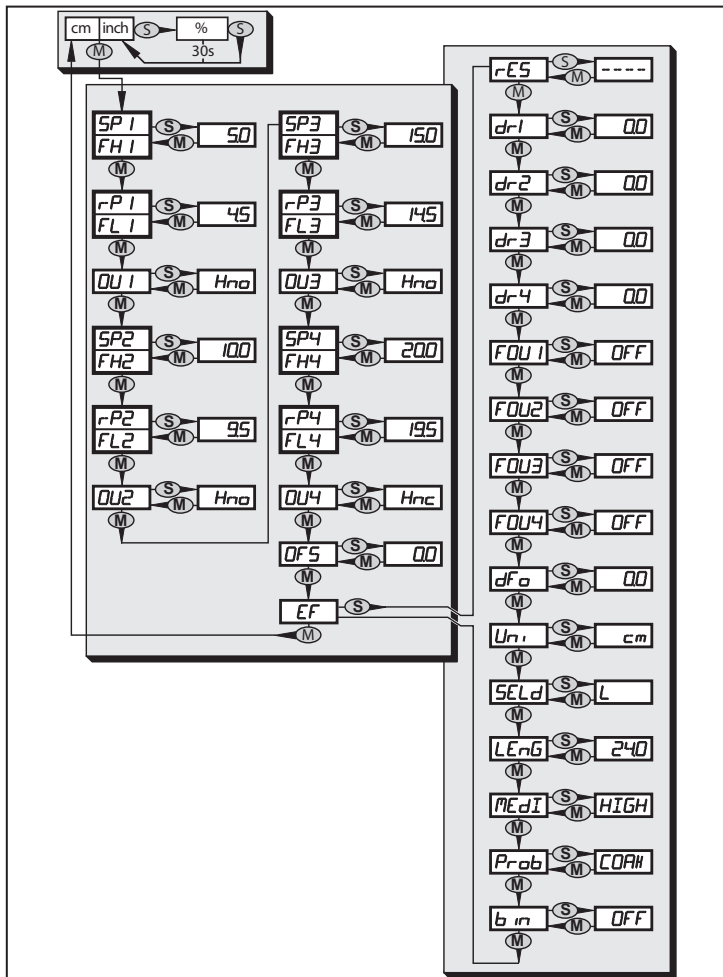 cm inch S % S
30s
M
SP1 FH1 S M 5.0
M
rP1 FL1 S M 4.5
M
OU1 S M Hno
M
SP2 FH2 S M 10.0
M
rP2 FL2 S M 9.5
M
OU2 S M Hno
M
SP3 FH3 S M 15.0
M
rP3 FL3 S M 14.5
M
OU3 S M Hno
M
SP4 FH4 S M 20.0
M
rP4 FL4 S M 19.5
M
OU4 S M Hnc
M
OFS S M 0.0
M
EF S
M
rES S M ----
M
dr1 S M 0.0
M
dr2 S M 0.0
M
dr3 S M 0.0
M
dr4 S M 0.0
M
FOU1 S M OFF
M
FOU2 S M OFF
M
FOU3 S M OFF
M
FOU4 S M OFF
M
dFo S M 0.0
M
Uni S M cm
M
SELd S M L
M
LEnG S M 24.0
M
MEdI S M HIGH
M
Prob S M COAX
M
bin S M OFF
M